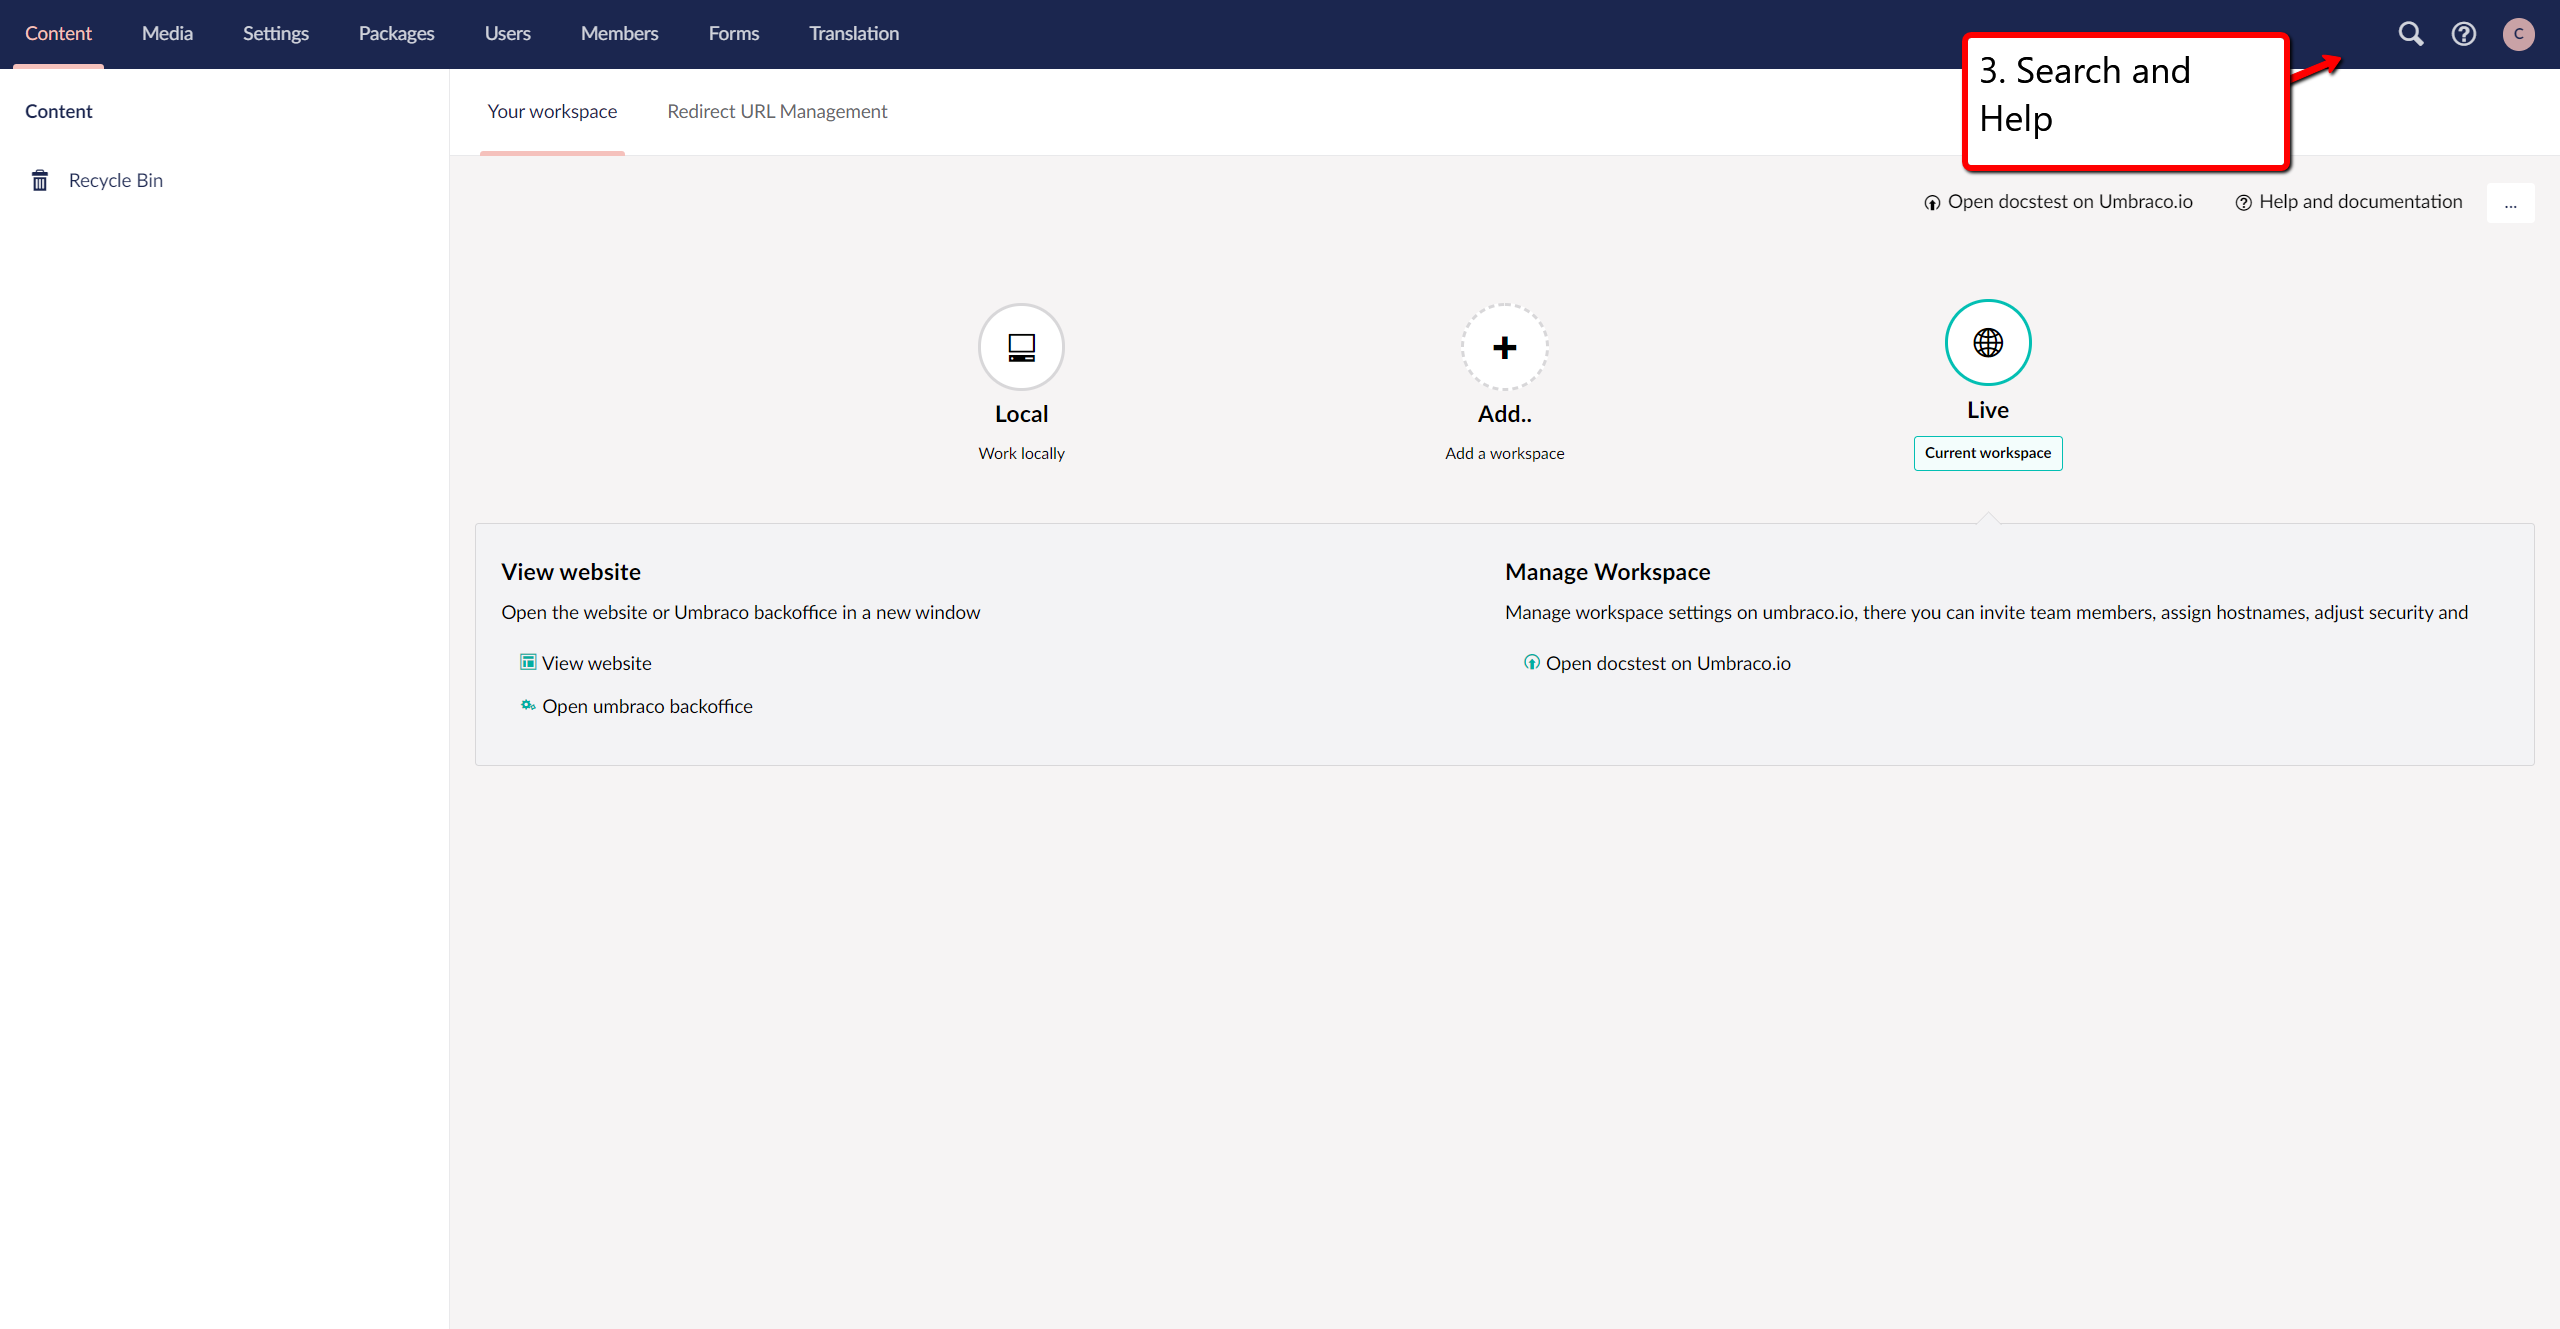 Content Media Settings Packages Users Members Forms Translation C
3. Search and
Help
Content
Recycle Bin
Your workspace Redirect URL Management
Open docstest on Umbraco.io Help and documentation ...
Local
Work locally
Add..
Add a workspace
Live
Current workspace
View website
Open the website or Umbraco backoffice in a new window
View website
Open umbraco backoffice
Manage Workspace
Manage workspace settings on umbraco.io, there you can invite team members, assign hostnames, adjust security and
Open docstest on Umbraco.io